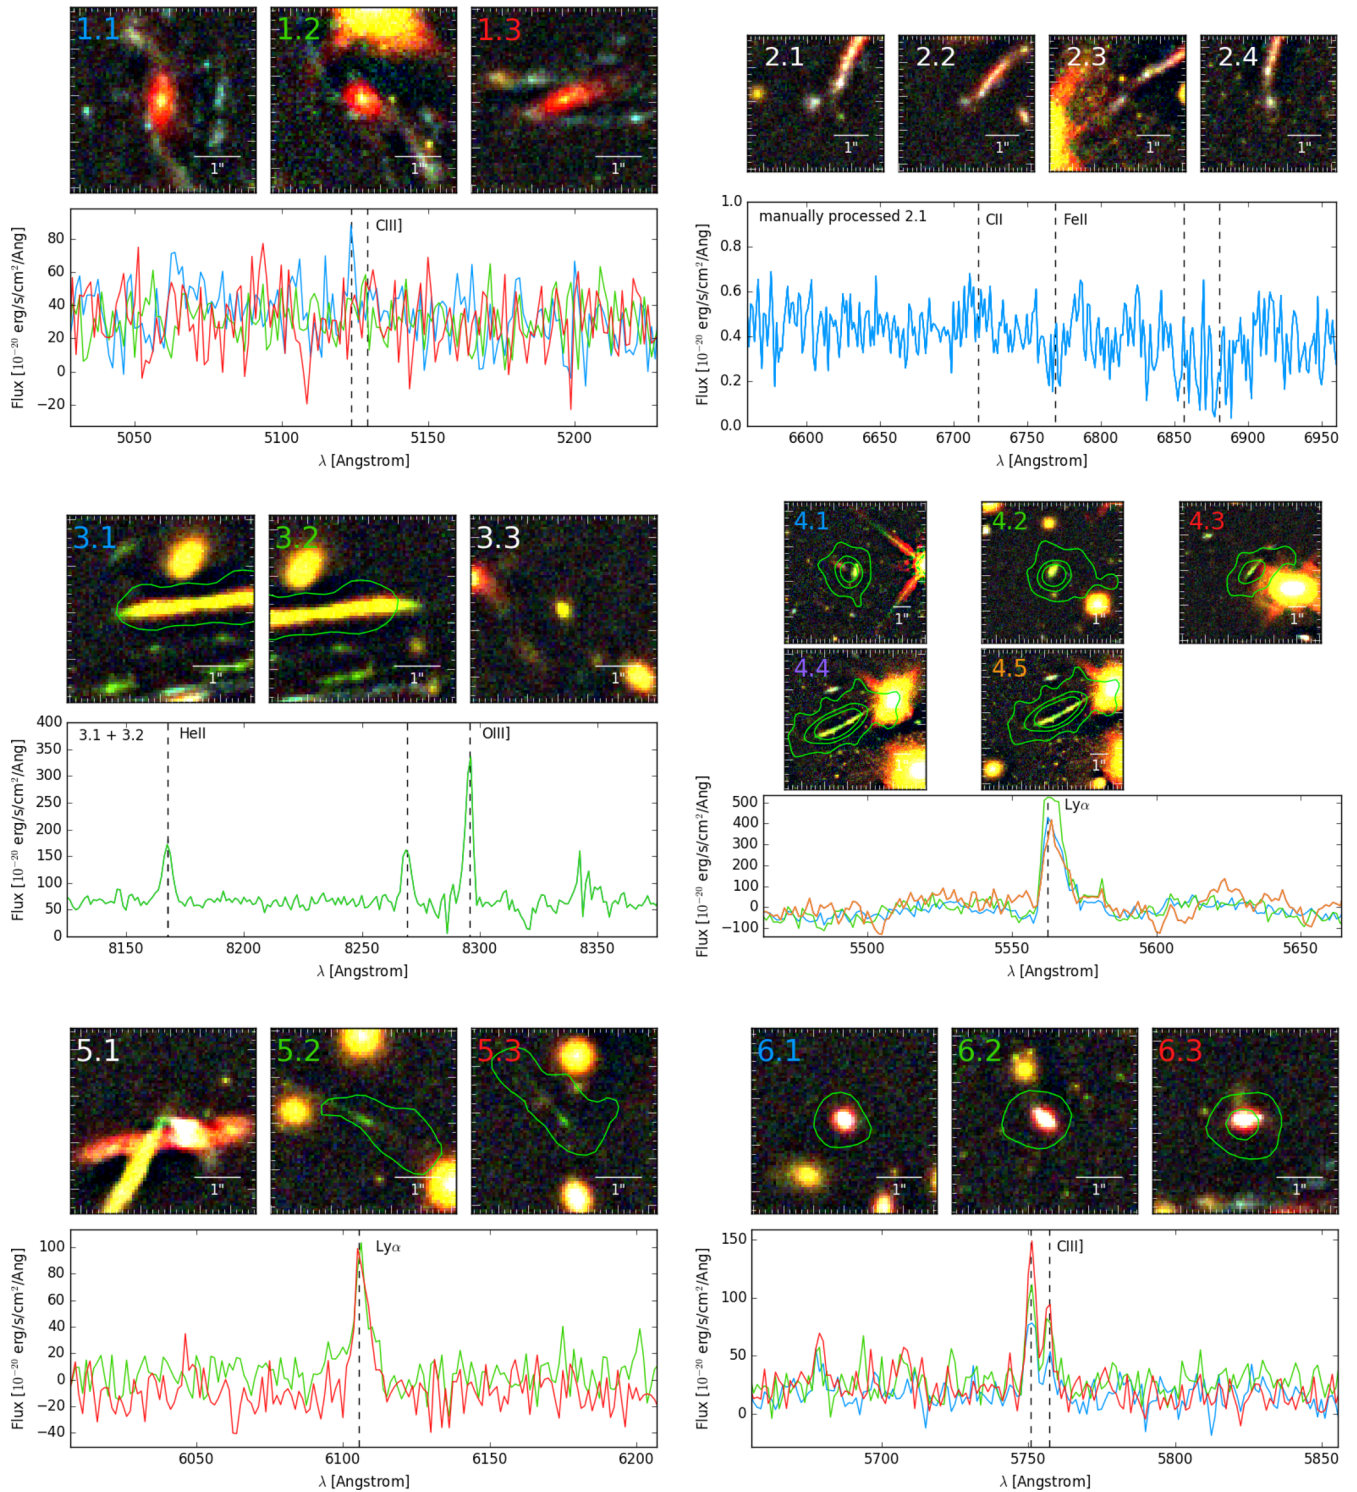 1.1 1.2 1.3
1" 1" 1"
80
60
40
20
0
−20
CIII]
Flux [10⁻²⁰ erg/s/cm²/Ang]
5050 5100 5150 5200
λ [Angstrom]
2.1 2.2 2.3 2.4
1" 1" 1" 1"
1.0
0.8
0.6
0.4
0.2
0.0
manually processed 2.1 CII FeII
Flux [10⁻²⁰ erg/s/cm²/Ang]
6600 6650 6700 6750 6800 6850 6900 6950
λ [Angstrom]
3.1 3.2 3.3
1" 1" 1"
400
350
300
250
200
150
100
50
0
3.1 + 3.2 HeII OIII]
Flux [10⁻²⁰ erg/s/cm²/Ang]
8150 8200 8250 8300 8350
λ [Angstrom]
4.1 4.2 4.3
1" 1" 1"
4.4 4.5
1" 1"
500
400
300
200
100
0
−100
Lyα
Flux [10⁻²⁰ erg/s/cm²/Ang]
5500 5550 5600 5650
λ [Angstrom]
5.1 5.2 5.3
1" 1" 1"
100
80
60
40
20
0
−20
−40
Lyα
Flux [10⁻²⁰ erg/s/cm²/Ang]
6050 6100 6150 6200
λ [Angstrom]
6.1 6.2 6.3
1" 1" 1"
150
100
50
0
CIII]
Flux [10⁻²⁰ erg/s/cm²/Ang]
5700 5750 5800 5850
λ [Angstrom]